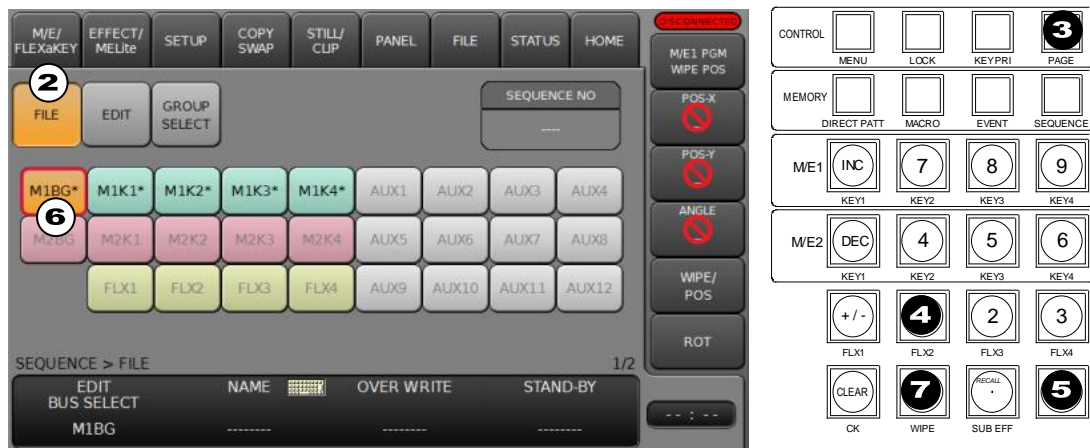 M/E/ FLEXaKEY EFFECT/ MELite SETUP COPY SWAP STILL/ CLIP PANEL FILE STATUS HOME
DISCONNECTED
M/E1 PGM WIPE POS
2
FILE EDIT GROUP SELECT
SEQUENCE NO
----
POS-X
POS-Y
M1BG* M1K1* M1K2* M1K3* M1K4* AUX1 AUX2 AUX3 AUX4
6
ANGLE
M2BG M2K1 M2K2 M2K3 M2K4 AUX5 AUX6 AUX7 AUX8
FLX1 FLX2 FLX3 FLX4 AUX9 AUX10 AUX11 AUX12
WIPE/ POS
ROT
SEQUENCE > FILE 1/2
EDIT BUS SELECT NAME OVER WRITE STAND-BY
M1BG -------- -------- --------
-- : --
CONTROL 3
MENU LOCK KEYPRI PAGE
MEMORY
DIRECT PATT MACRO EVENT SEQUENCE
M/E1 INC 7 8 9
KEY1 KEY2 KEY3 KEY4
M/E2 DEC 4 5 6
KEY1 KEY2 KEY3 KEY4
+ / - 4 2 3
FLX1 FLX2 FLX3 FLX4
CLEAR 7 RECALL . 5
CK WIPE SUB EFF